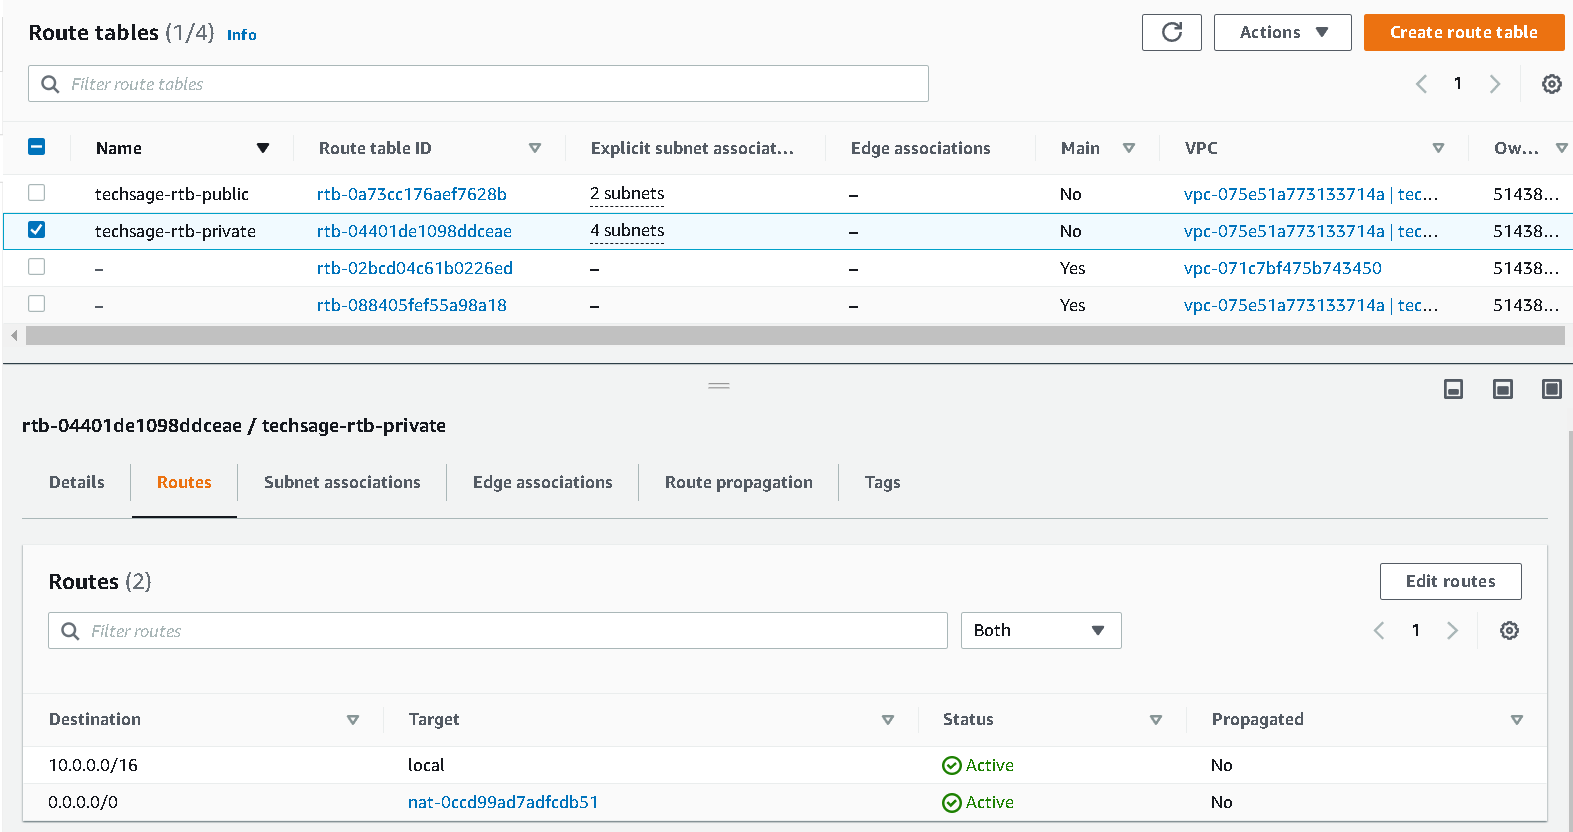 Route tables (1/4) Info
Actions
Create route table
Filter route tables
1
Name Route table ID Explicit subnet associat... Edge associations Main VPC Ow...
techsage-rtb-public rtb-0a73cc176aef7628b 2 subnets – No vpc-075e51a773133714a | tec... 51438...
techsage-rtb-private rtb-04401de1098ddceae 4 subnets – No vpc-075e51a773133714a | tec... 51438...
– rtb-02bcd04c61b0226ed – – Yes vpc-071c7bf475b743450 51438...
– rtb-088405fef55a98a18 – – Yes vpc-075e51a773133714a | tec... 51438...
rtb-04401de1098ddceae / techsage-rtb-private
Details Routes Subnet associations Edge associations Route propagation Tags
Routes (2)
Edit routes
Filter routes
Both
1
Destination Target Status Propagated
10.0.0.0/16 local Active No
0.0.0.0/0 nat-0ccd99ad7adfcdb51 Active No